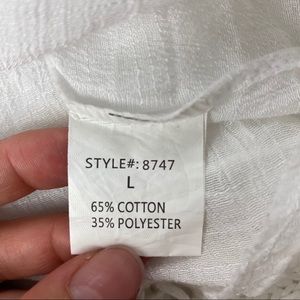 STYLE#: 8747
L
65% COTTON
35% POLYESTER